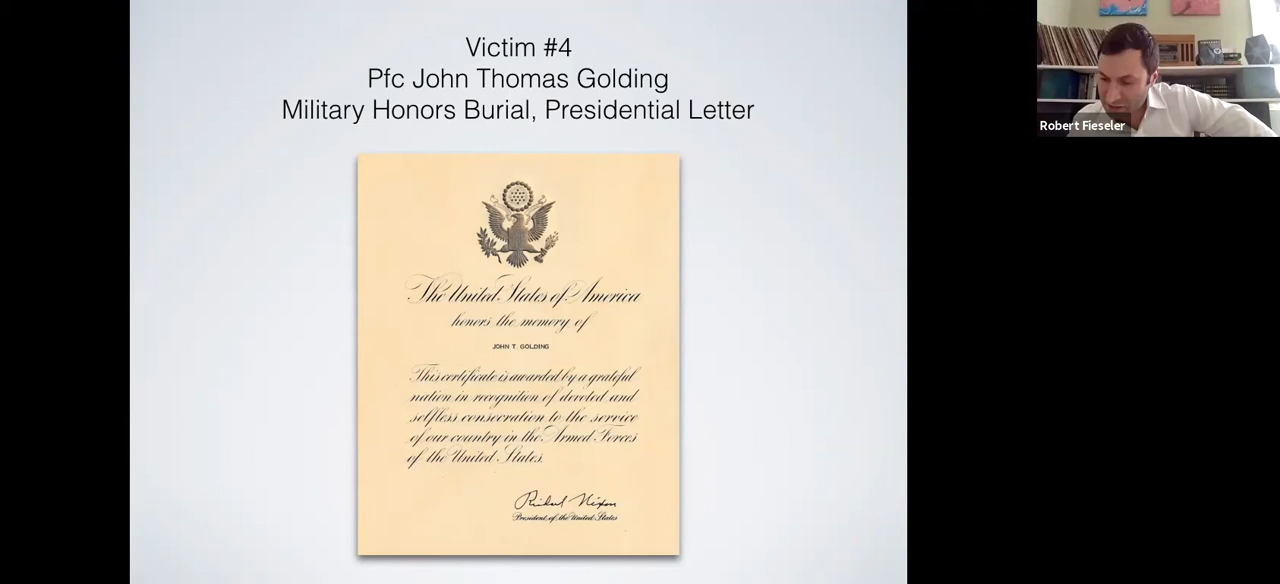 Victim #4
Pfc John Thomas Golding
Military Honors Burial, Presidential Letter
The United States of America
honors the memory of
JOHN T. GOLDING
This certificate is awarded by a grateful
nation in recognition of devoted and
selfless consecration to the service
of our country in the Armed Forces
of the United States.
Richard Nixon
President of the United States
Robert Fieseler